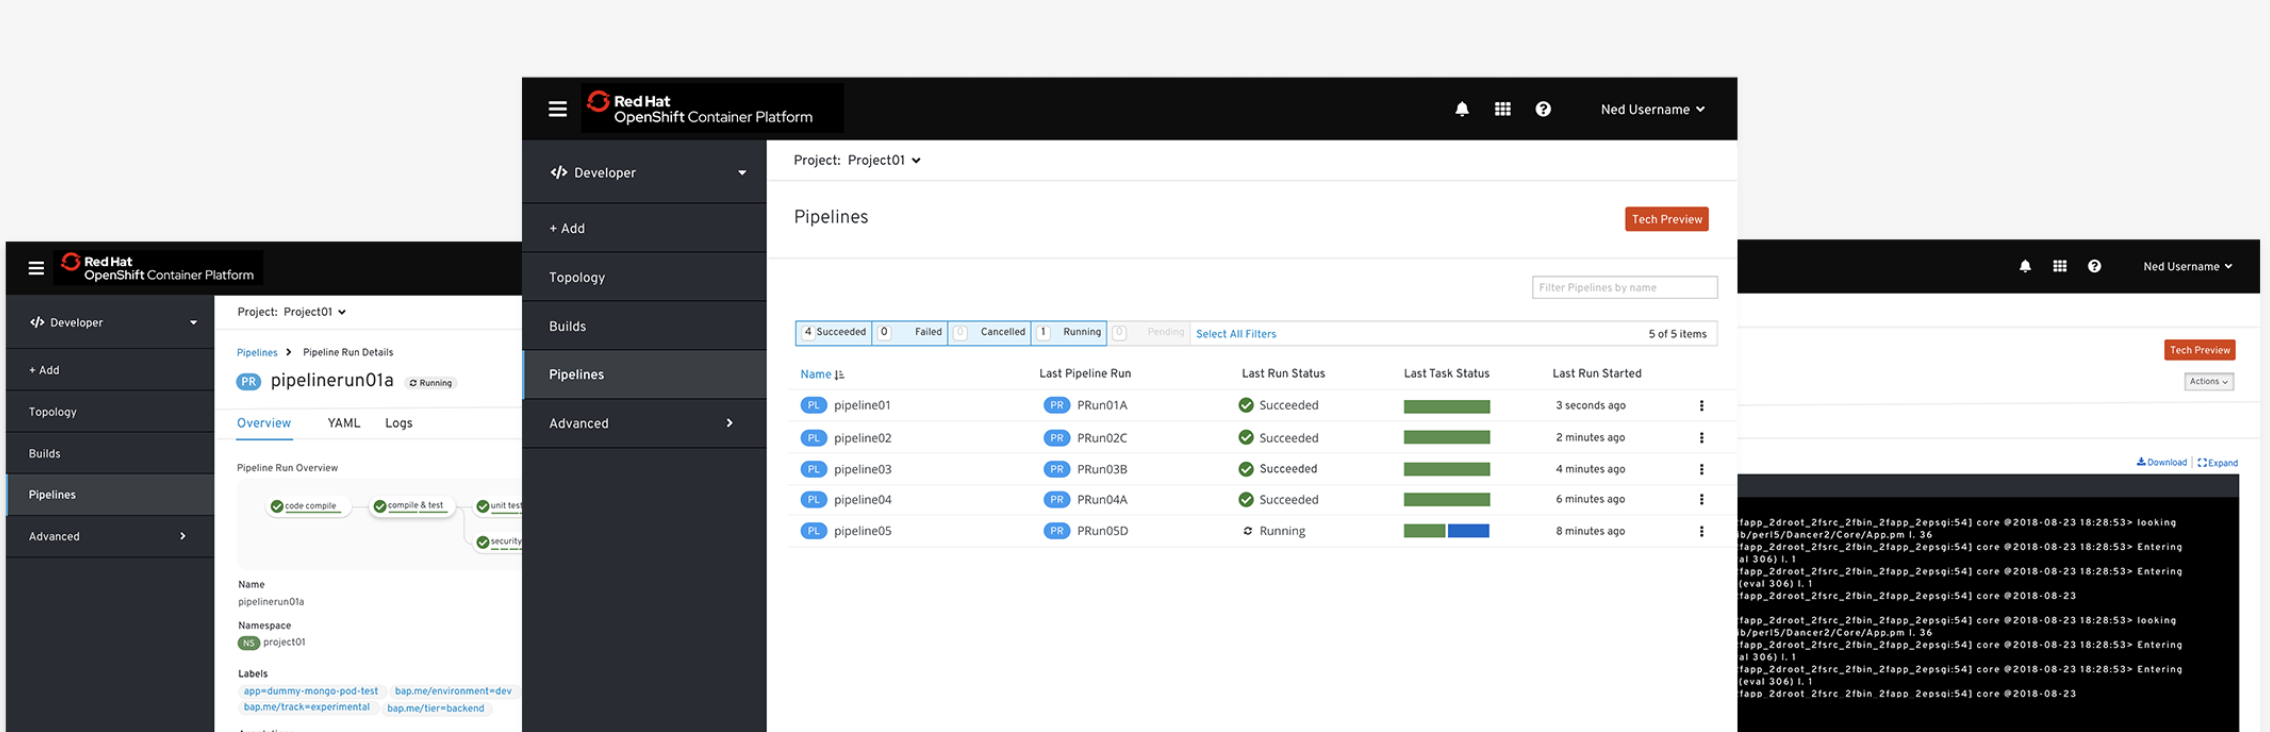 Red Hat
OpenShift Container Platform
Ned Username
Developer
+ Add
Topology
Builds
Pipelines
Advanced
Project: Project01
Pipelines
Tech Preview
Filter Pipelines by name
4 Succeeded 0 Failed 0 Cancelled 1 Running 0 Pending Select All Filters 5 of 5 items
Name Last Pipeline Run Last Run Status Last Task Status Last Run Started
PL pipeline01 PR PRun01A Succeeded 3 seconds ago
PL pipeline02 PR PRun02C Succeeded 2 minutes ago
PL pipeline03 PR PRun03B Succeeded 4 minutes ago
PL pipeline04 PR PRun04A Succeeded 6 minutes ago
PL pipeline05 PR PRun05D Running 8 minutes ago
Red Hat
OpenShift Container Platform
Developer
+ Add
Topology
Builds
Pipelines
Advanced
Project: Project01
Pipelines > Pipeline Run Details
PR pipelinerun01a Running
Overview YAML Logs
Pipeline Run Overview
code compile compile & test unit test
security
Name
pipelinerun01a
Namespace
NS project01
Labels
app=dummy-mongo-pod-test bap.me/environment=dev
bap.me/track=experimental bap.me/tier=backend
Ned Username
Tech Preview
Actions
Download | Expand
fapp_2droot_2fsrc_2fbin_2fapp_2epsgi:54] core @2018-08-23 18:28:53> looking
ib/perl5/Dancer2/Core/App.pm l. 36
fapp_2droot_2fsrc_2fbin_2fapp_2epsgi:54] core @2018-08-23 18:28:53> Entering
al 306) l. 1
fapp_2droot_2fsrc_2fbin_2fapp_2epsgi:54] core @2018-08-23 18:28:53> Entering
(eval 306) l. 1
fapp_2droot_2fsrc_2fbin_2fapp_2epsgi:54] core @2018-08-23
fapp_2droot_2fsrc_2fbin_2fapp_2epsgi:54] core @2018-08-23 18:28:53> looking
ib/perl5/Dancer2/Core/App.pm l. 36
fapp_2droot_2fsrc_2fbin_2fapp_2epsgi:54] core @2018-08-23 18:28:53> Entering
al 306) l. 1
fapp_2droot_2fsrc_2fbin_2fapp_2epsgi:54] core @2018-08-23 18:28:53> Entering
(eval 306) l. 1
fapp_2droot_2fsrc_2fbin_2fapp_2epsgi:54] core @2018-08-23